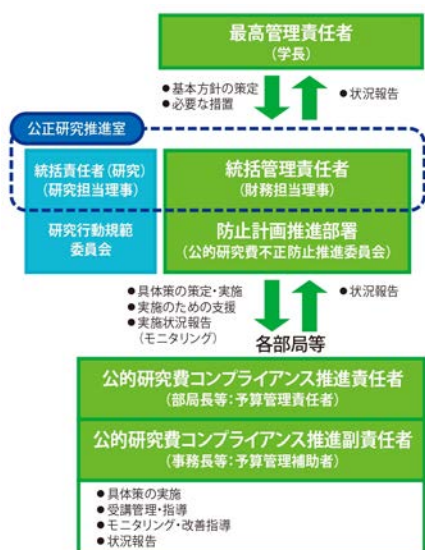 最高管理責任者
(学長)
●基本方針の策定
●必要な措置
●状況報告
公正研究推進室
統括責任者(研究)
(研究担当理事)
統括管理責任者
(財務担当理事)
研究行動規範
委員会
防止計画推進部署
(公的研究費不正防止推進委員会)
●具体策の策定・実施
●実施のための支援
●実施状況報告
(モニタリング)
●状況報告
各部局等
公的研究費コンプライアンス推進責任者
(部局長等:予算管理責任者)
公的研究費コンプライアンス推進副責任者
(事務長等:予算管理補助者)
●具体策の実施
●受講管理・指導
●モニタリング・改善指導
●状況報告